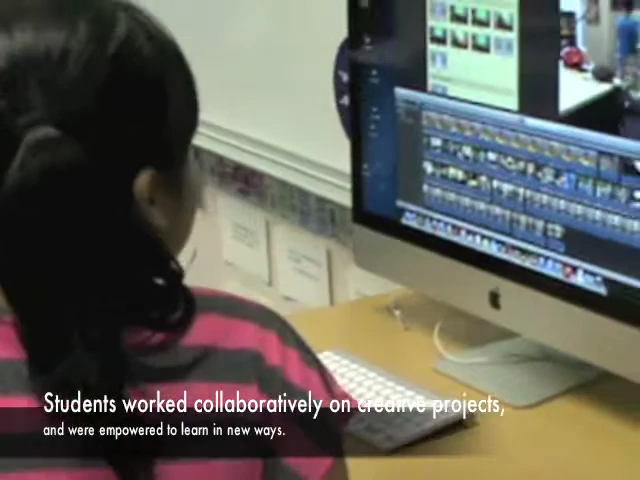 Students worked collaboratively on creative projects,
and were empowered to learn in new ways.